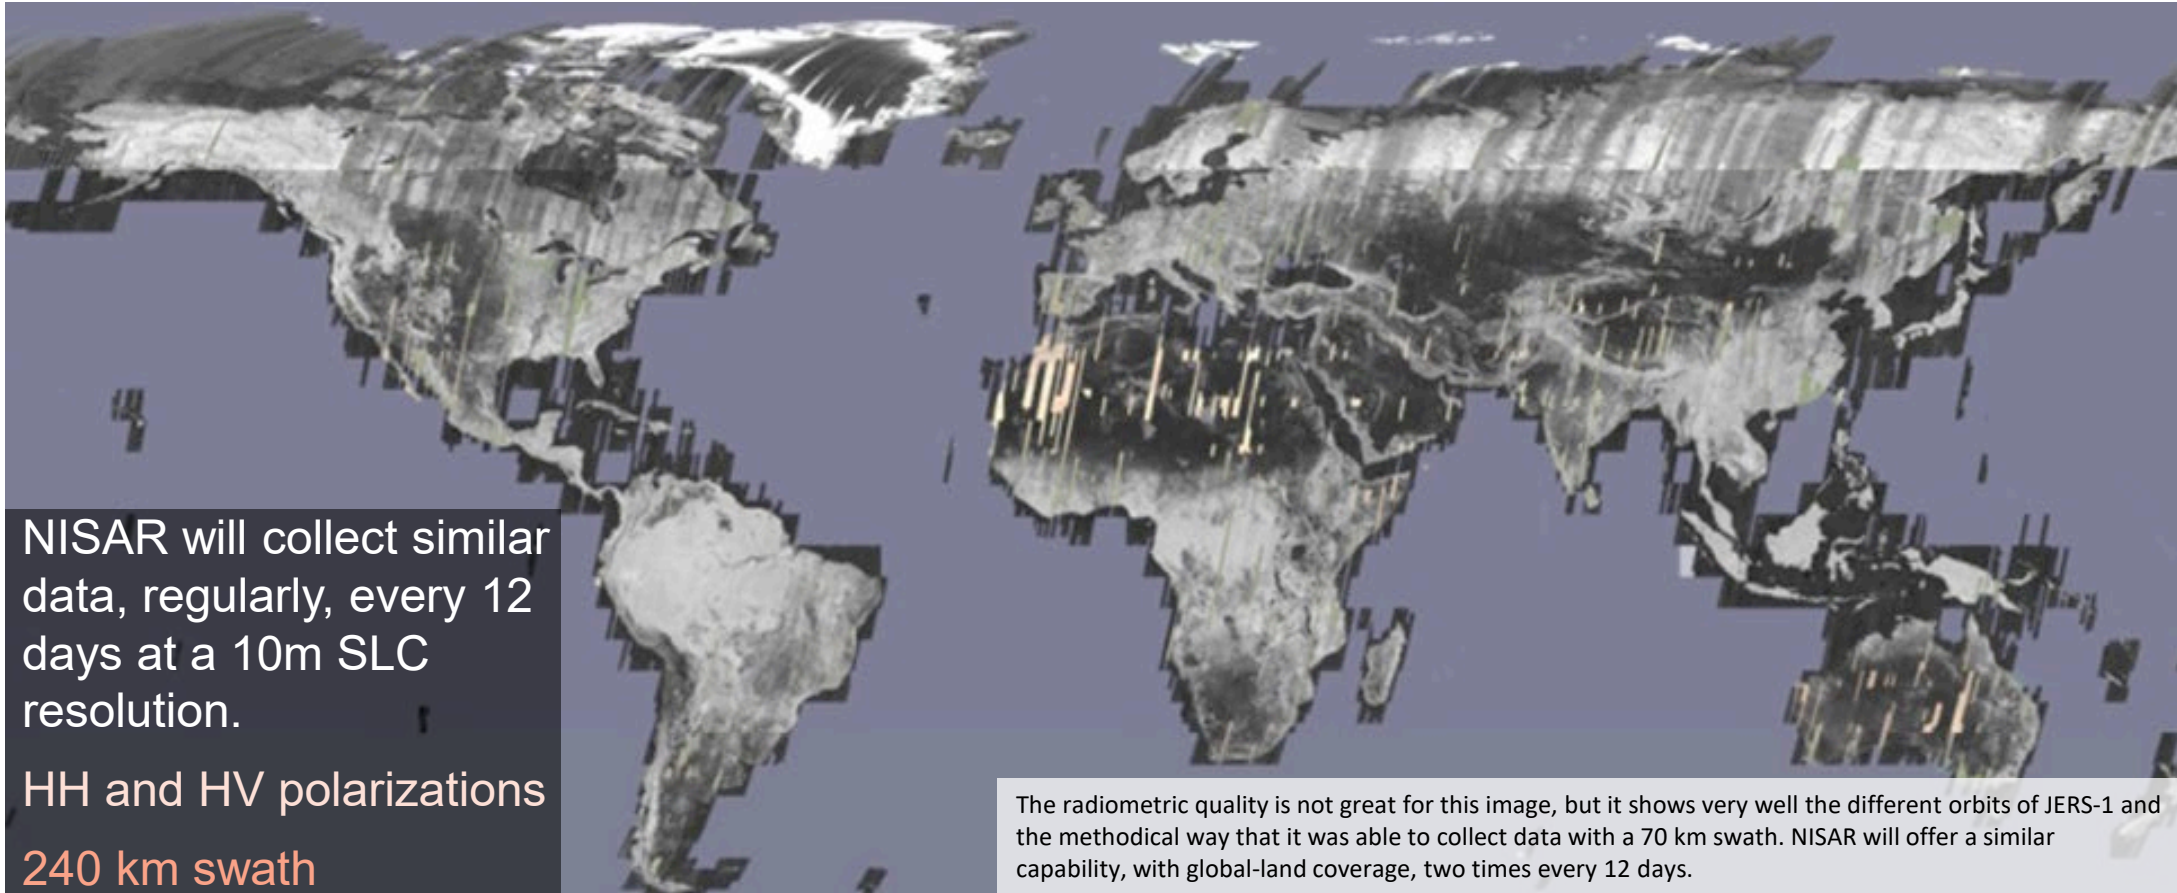 NISAR will collect similar
data, regularly, every 12
days at a 10m SLC
resolution.
HH and HV polarizations
240 km swath
The radiometric quality is not great for this image, but it shows very well the different orbits of JERS-1 and
the methodical way that it was able to collect data with a 70 km swath. NISAR will offer a similar
capability, with global-land coverage, two times every 12 days.